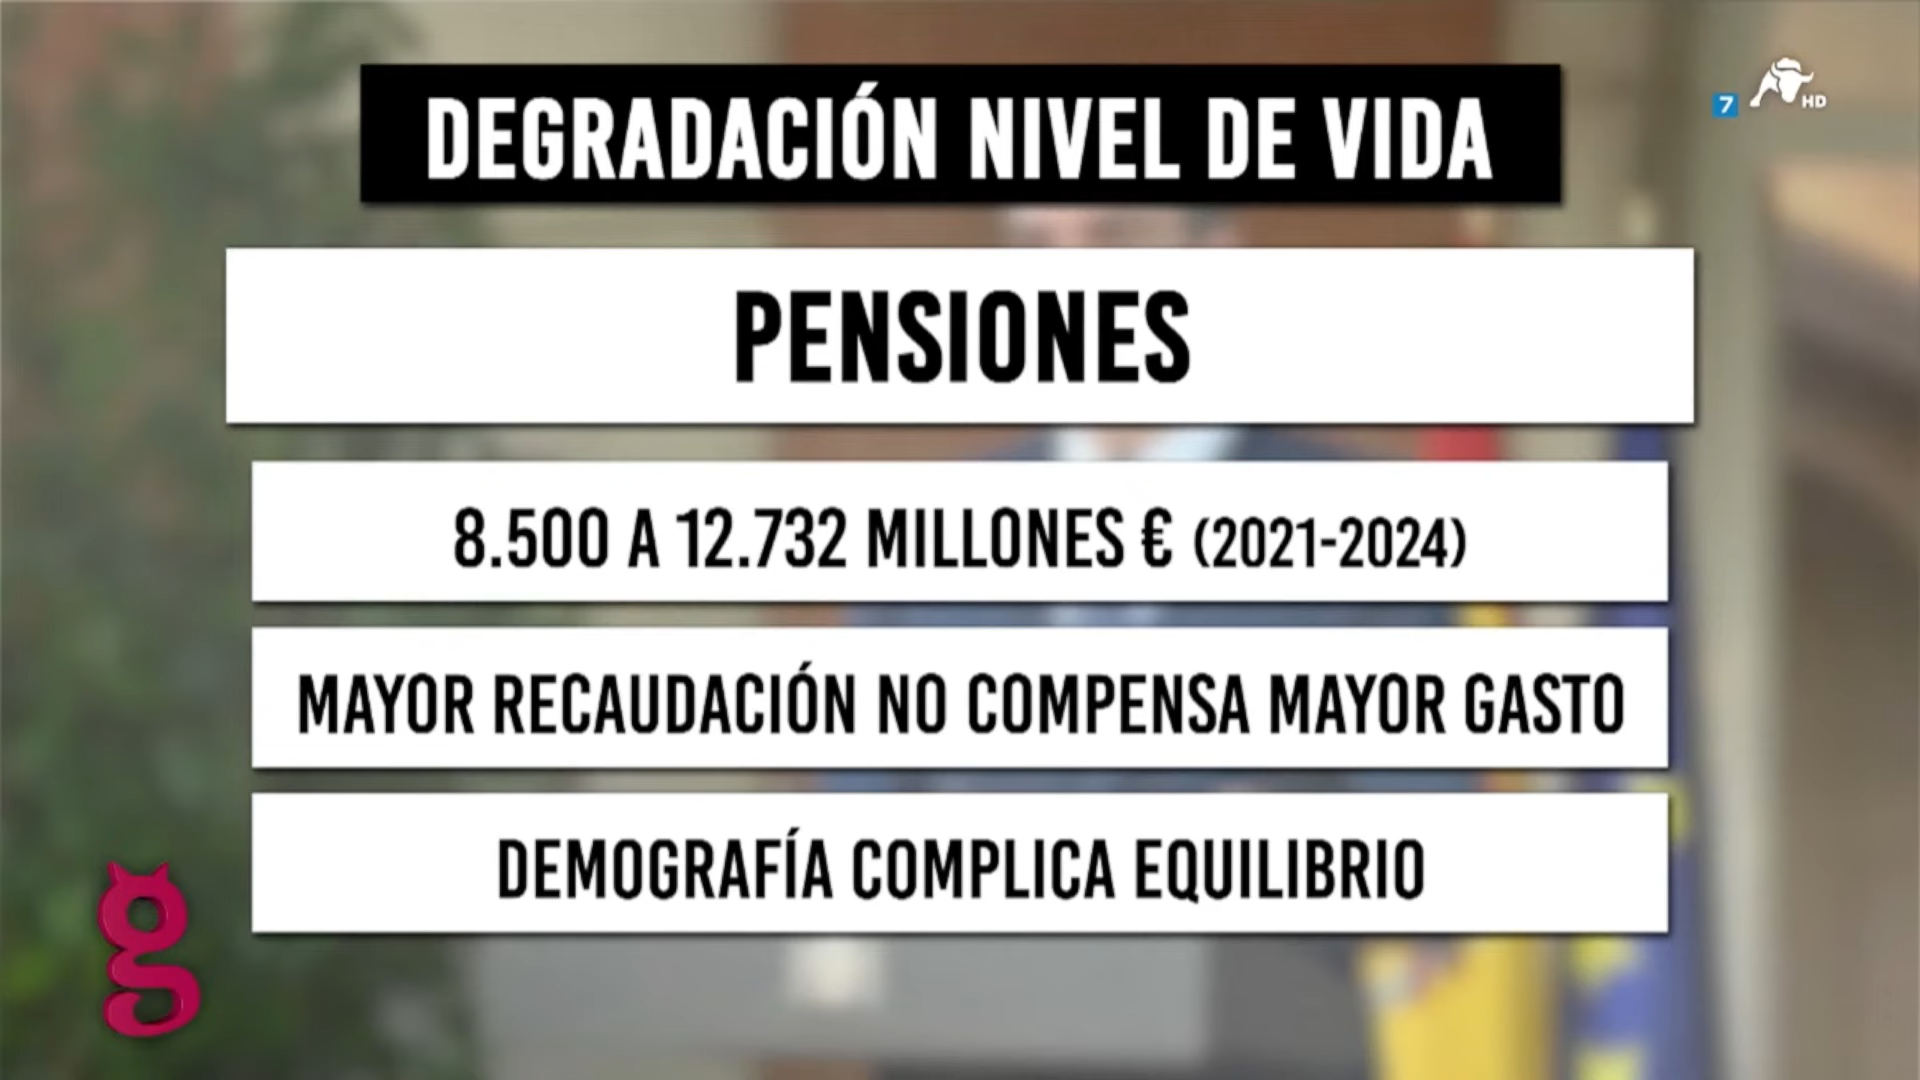 DEGRADACIÓN NIVEL DE VIDA
7
HD
PENSIONES
8.500 A 12.732 MILLONES € (2021-2024)
MAYOR RECAUDACIÓN NO COMPENSA MAYOR GASTO
DEMOGRAFÍA COMPLICA EQUILIBRIO
g